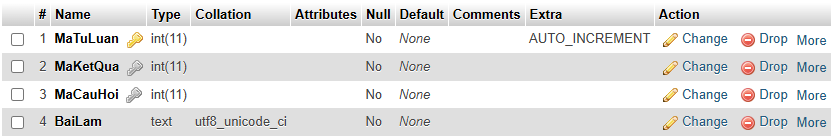 # Name Type Collation Attributes Null Default Comments Extra Action
1 MaTuLuan int(11) No None AUTO_INCREMENT Change Drop More
2 MaKetQua int(11) No None Change Drop More
3 MaCauHoi int(11) No None Change Drop More
4 BaiLam text utf8_unicode_ci No None Change Drop More